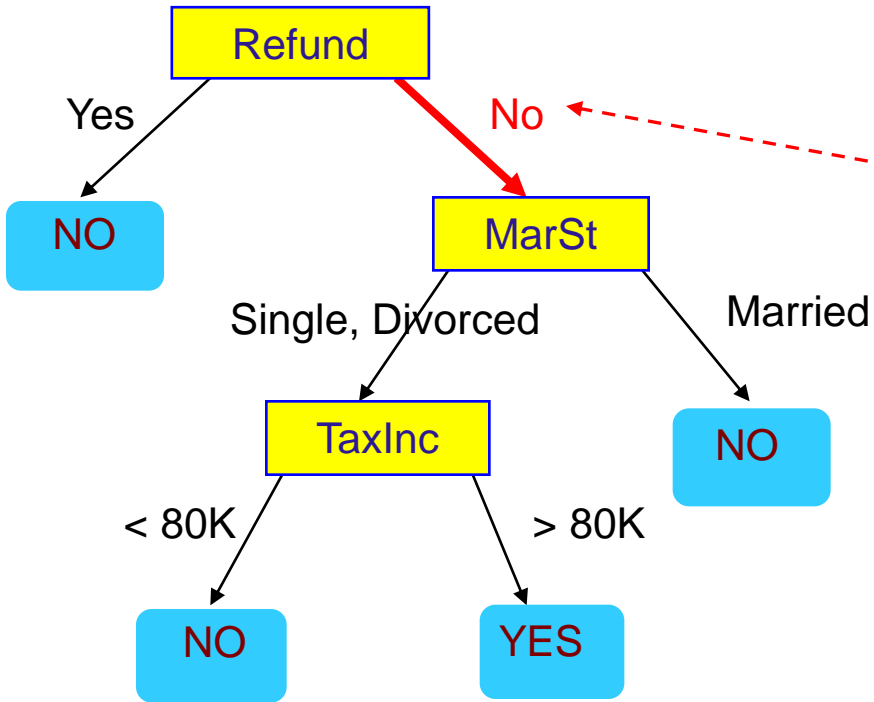 Refund
Yes
No
NO
MarSt
Single, Divorced
Married
TaxInc
NO
< 80K
> 80K
NO
YES